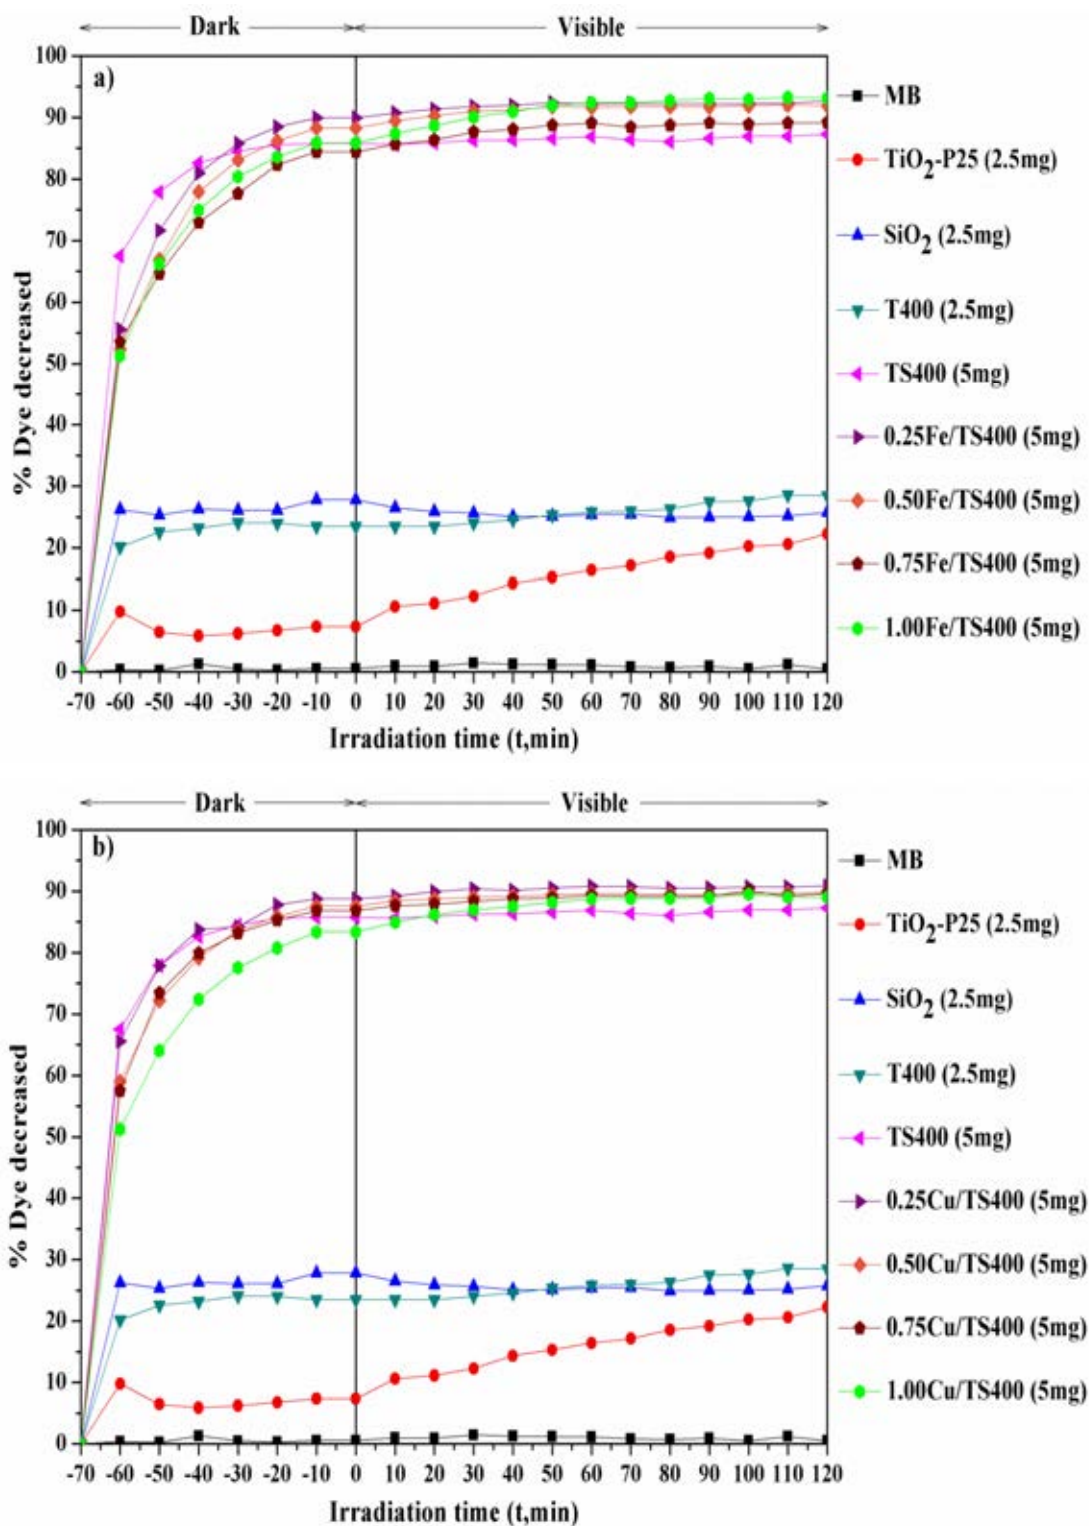 Dark Visible
a)
100
90
80
70
60
50
40
30
20
10
0
% Dye decreased
-70 -60 -50 -40 -30 -20 -10 0 10 20 30 40 50 60 70 80 90 100 110 120
Irradiation time (t,min)
MB
TiO2-P25 (2.5mg)
SiO2 (2.5mg)
T400 (2.5mg)
TS400 (5mg)
0.25Fe/TS400 (5mg)
0.50Fe/TS400 (5mg)
0.75Fe/TS400 (5mg)
1.00Fe/TS400 (5mg)
Dark Visible
b)
100
90
80
70
60
50
40
30
20
10
0
% Dye decreased
-70 -60 -50 -40 -30 -20 -10 0 10 20 30 40 50 60 70 80 90 100 110 120
Irradiation time (t,min)
MB
TiO2-P25 (2.5mg)
SiO2 (2.5mg)
T400 (2.5mg)
TS400 (5mg)
0.25Cu/TS400 (5mg)
0.50Cu/TS400 (5mg)
0.75Cu/TS400 (5mg)
1.00Cu/TS400 (5mg)